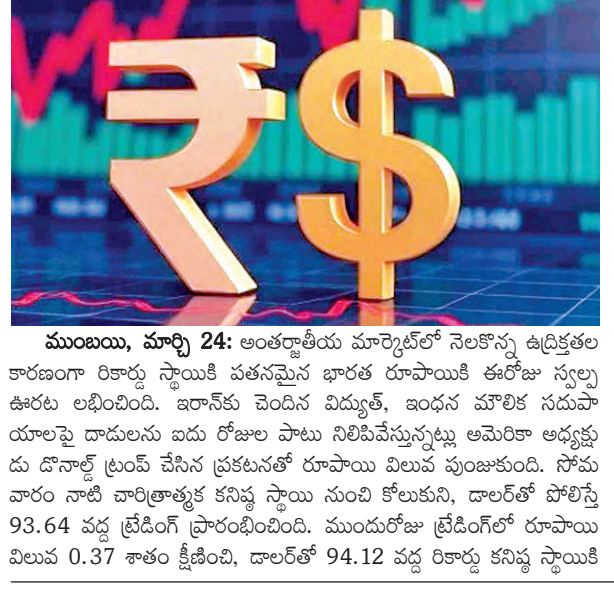 ముంబయి, మార్చి 24: అంతర్జాతీయ మార్కెట్‌లో నెలకొన్న ఉద్రిక్తతల
కారణంగా రికార్డు స్థాయికి పతనమైన భారత రూపాయికి ఈరోజు స్వల్ప
ఊరట లభించింది. ఇరాన్‌కు చెందిన విద్యుత్, ఇంధన మౌలిక సదుపా
యాలపై దాడులను ఐదు రోజుల పాటు నిలిపివేస్తున్నట్లు అమెరికా అధ్యక్షు
డు డొనాల్డ్ ట్రంప్ చేసిన ప్రకటనతో రూపాయి విలువ పుంజుకుంది. సోమ
వారం నాటి చారిత్రాత్మక కనిష్ఠ స్థాయి నుంచి కోలుకుని, డాలర్‌తో పోలిస్తే
93.64 వద్ద ట్రేడింగ్ ప్రారంభించింది. ముందురోజు ట్రేడింగ్‌లో రూపాయి
విలువ 0.37 శాతం క్షీణించి, డాలర్‌తో 94.12 వద్ద రికార్డు కనిష్ఠ స్థాయికి